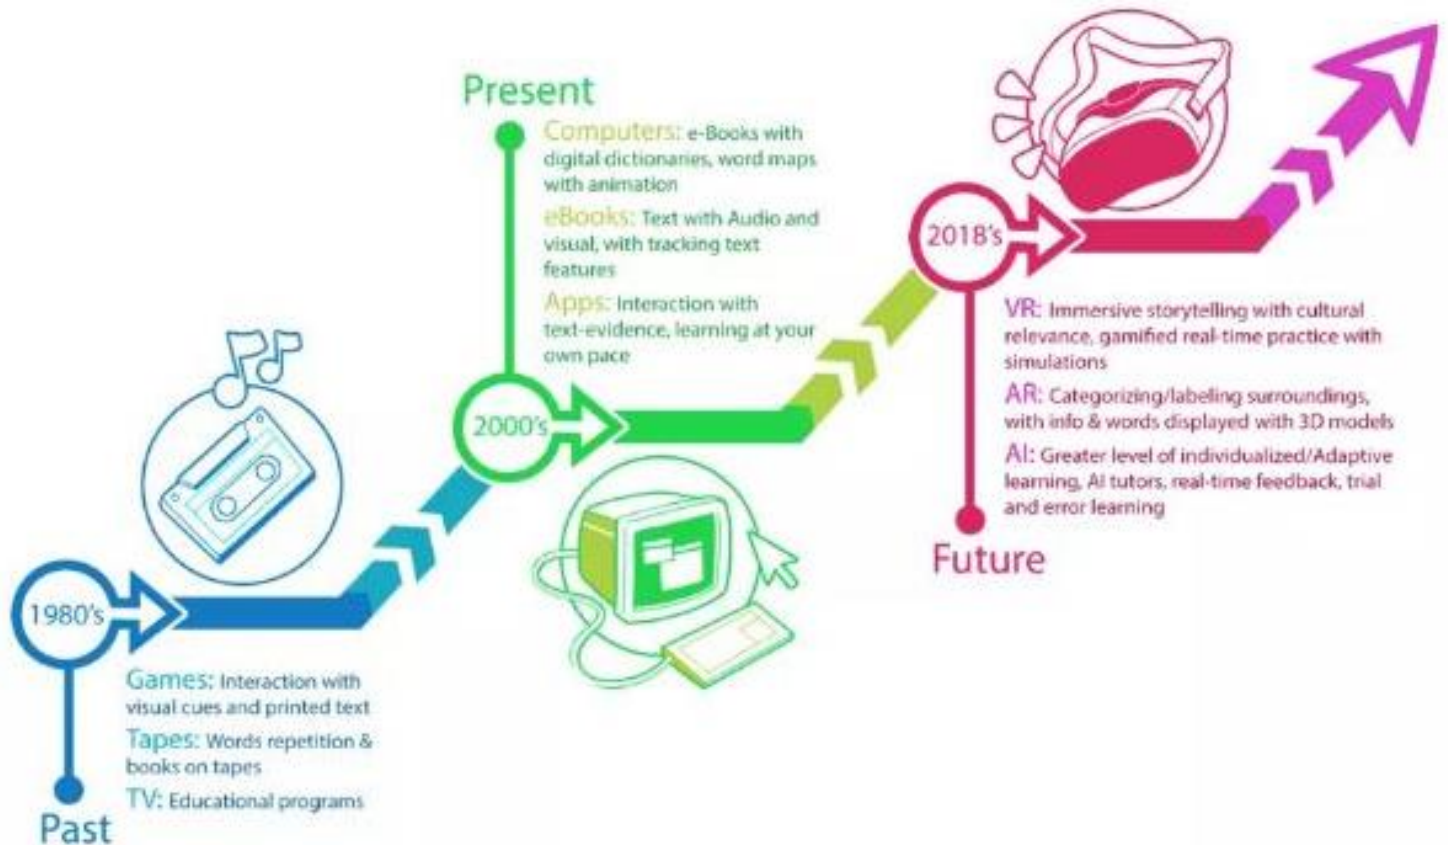 Present
Computers: e-Books with
digital dictionaries, word maps
with animation
eBooks: Text with Audio and
visual, with tracking text
features
Apps: Interaction with
text-evidence, learning at your
own pace
2000's
2018's
VR: Immersive storytelling with cultural
relevance, gamified real-time practice with
simulations
AR: Categorizing/labeling surroundings,
with info & words displayed with 3D models
AI: Greater level of individualized/Adaptive
learning, AI tutors, real-time feedback, trial
and error learning
Future
1980's
Games: Interaction with
visual cues and printed text
Tapes: Words repetition &
books on tapes
TV: Educational programs
Past